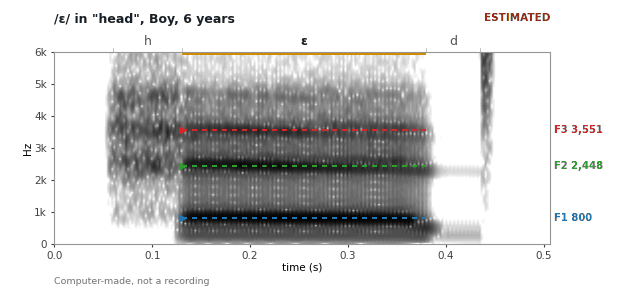 /ɛ/ in "head", Boy, 6 years
ESTIMATED
h ɛ d
6k
5k
4k
3k
2k
1k
0
Hz
F3 3,551
F2 2,448
F1 800
0.0 0.1 0.2 0.3 0.4 0.5
time (s)
Computer-made, not a recording